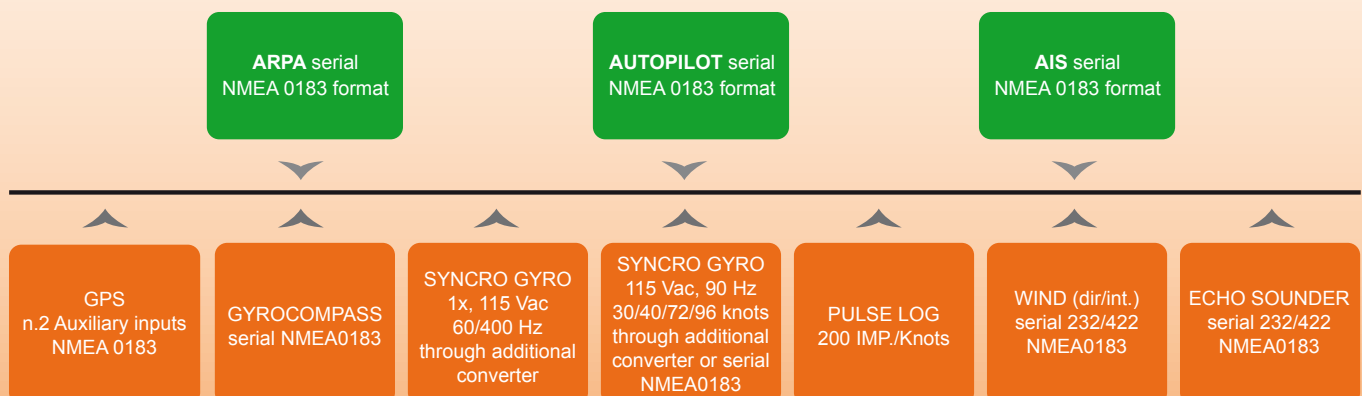 ARPA serial
NMEA 0183 format
AUTOPILOT serial
NMEA 0183 format
AIS serial
NMEA 0183 format
GPS
n.2 Auxiliary inputs
NMEA 0183
GYROCOMPASS
serial NMEA0183
SYNCRO GYRO
1x, 115 Vac
60/400 Hz
through additional
converter
SYNCRO GYRO
115 Vac, 90 Hz
30/40/72/96 knots
through additional
converter or serial
NMEA0183
PULSE LOG
200 IMP./Knots
WIND (dir/int.)
serial 232/422
NMEA0183
ECHO SOUNDER
serial 232/422
NMEA0183